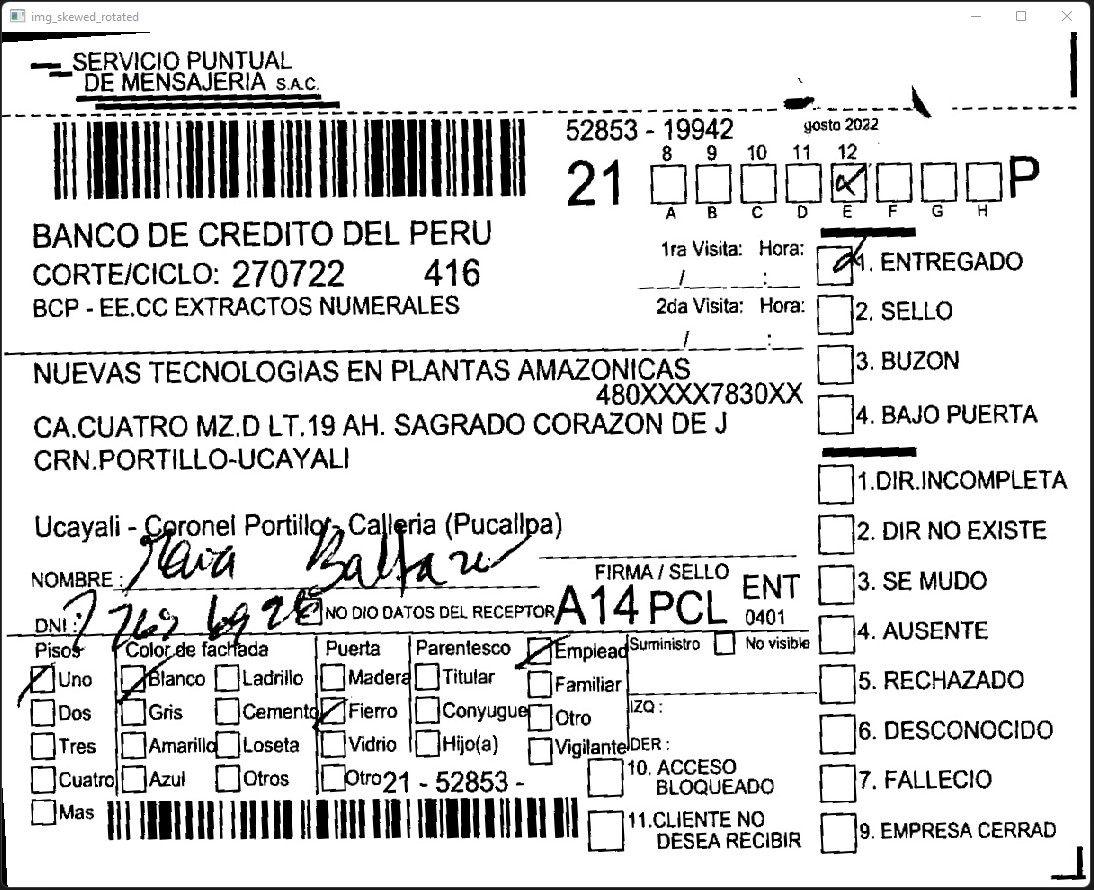 img_skewed_rotated
SERVICIO PUNTUAL
DE MENSAJERIA S.A.C.
52853 - 19942
gosto 2022
21
8 9 10 11 12
A B C D E F G H
P
BANCO DE CREDITO DEL PERU
CORTE/CICLO: 270722 416
BCP - EE.CC EXTRACTOS NUMERALES
1ra Visita: Hora:
/ :
2da Visita: Hora:
/ :
1. ENTREGADO
2. SELLO
3. BUZON
4. BAJO PUERTA
NUEVAS TECNOLOGIAS EN PLANTAS AMAZONICAS
480XXXX7830XX
CA.CUATRO MZ.D LT.19 AH. SAGRADO CORAZON DE J
CRN.PORTILLO-UCAYALI
Ucayali - Coronel Portillo - Calleria (Pucallpa)
1.DIR.INCOMPLETA
2. DIR NO EXISTE
3. SE MUDO
4. AUSENTE
5. RECHAZADO
6. DESCONOCIDO
7. FALLECIO
9. EMPRESA CERRAD
NOMBRE :
DNI :
NO DIO DATOS DEL RECEPTOR
FIRMA / SELLO
A14 PCL ENT
0401
Pisos
Uno
Dos
Tres
Cuatro
Mas
Color de fachada
Blanco Ladrillo
Gris Cemento
Amarillo Loseta
Azul Otros
Puerta
Madera
Fierro
Vidrio
Otro
Parentesco
Titular
Conyugue
Hijo(a)
Emplead
Familiar
Otro
Vigilante
Suministro No visible
IZQ :
DER :
21 - 52853 -
10. ACCESO
BLOQUEADO
11.CLIENTE NO
DESEA RECIBIR